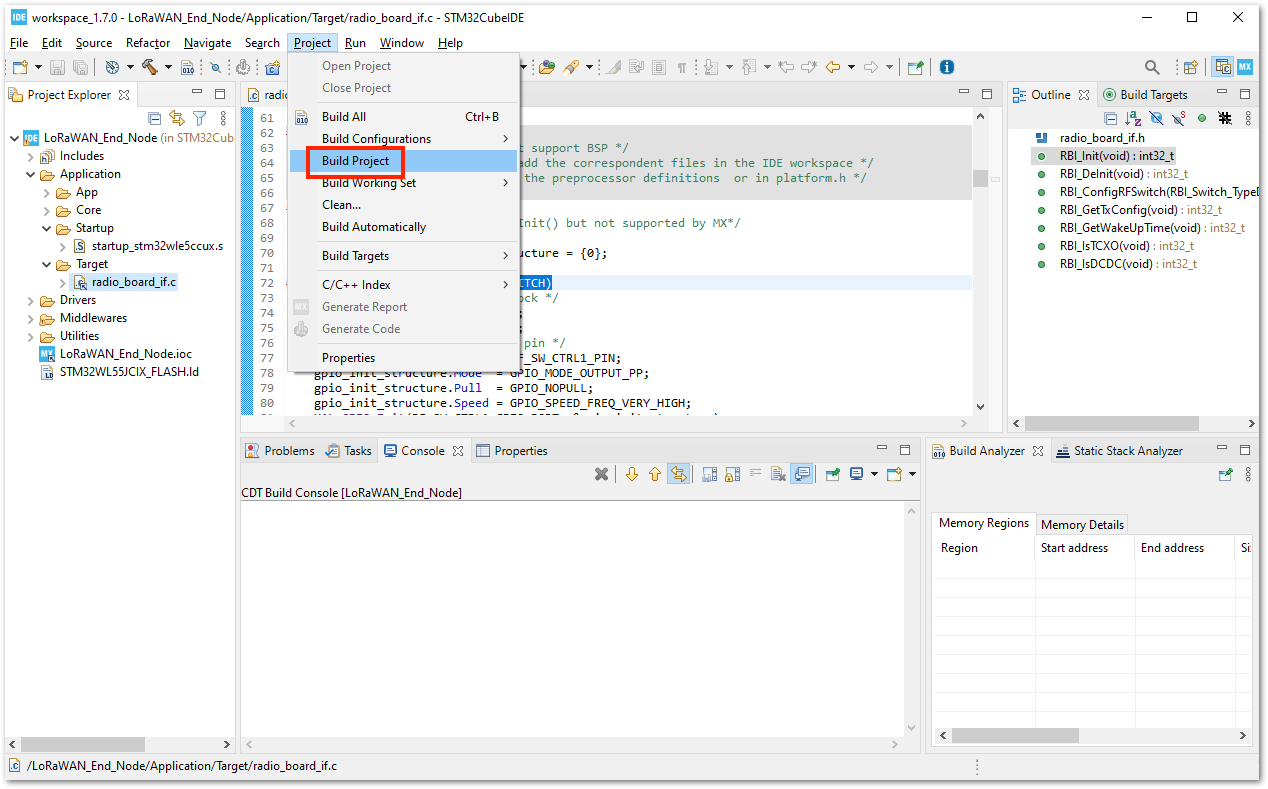 IDE workspace_1.7.0 - LoRaWAN_End_Node/Application/Target/radio_board_if.c - STM32CubeIDE
File Edit Source Refactor Navigate Search Project Run Window Help
Project Explorer
LoRaWAN_End_Node (in STM32Cube
Includes
Application
App
Core
Startup
startup_stm32wle5ccux.s
Target
radio_board_if.c
Drivers
Middlewares
Utilities
LoRaWAN_End_Node.ioc
STM32WL55JCIX_FLASH.ld
Open Project
Close Project
Build All Ctrl+B
Build Configurations
Build Project
Build Working Set
Clean...
Build Automatically
Build Targets
C/C++ Index
Generate Report
Generate Code
Properties
radio
61
62
63 t support BSP */
64 add the correspondent files in the IDE workspace */
65 the preprocessor definitions or in platform.h */
66
67
68 Init() but not supported by MX*/
69
70 ucture = {0};
71
72 ITCH)
73 ock */
74 ;
75 ;
76 pin */
77 F_SW_CTRL1_PIN;
78 gpio_init_structure.Mode = GPIO_MODE_OUTPUT_PP;
79 gpio_init_structure.Pull = GPIO_NOPULL;
80 gpio_init_structure.Speed = GPIO_SPEED_FREQ_VERY_HIGH;
Outline Build Targets
radio_board_if.h
RBI_Init(void) : int32_t
RBI_DeInit(void) : int32_t
RBI_ConfigRFSwitch(RBI_Switch_TypeD
RBI_GetTxConfig(void) : int32_t
RBI_GetWakeUpTime(void) : int32_t
RBI_IsTCXO(void) : int32_t
RBI_IsDCDC(void) : int32_t
Problems Tasks Console Properties
CDT Build Console [LoRaWAN_End_Node]
Build Analyzer Static Stack Analyzer
Memory Regions Memory Details
Region Start address End address Si
/LoRaWAN_End_Node/Application/Target/radio_board_if.c